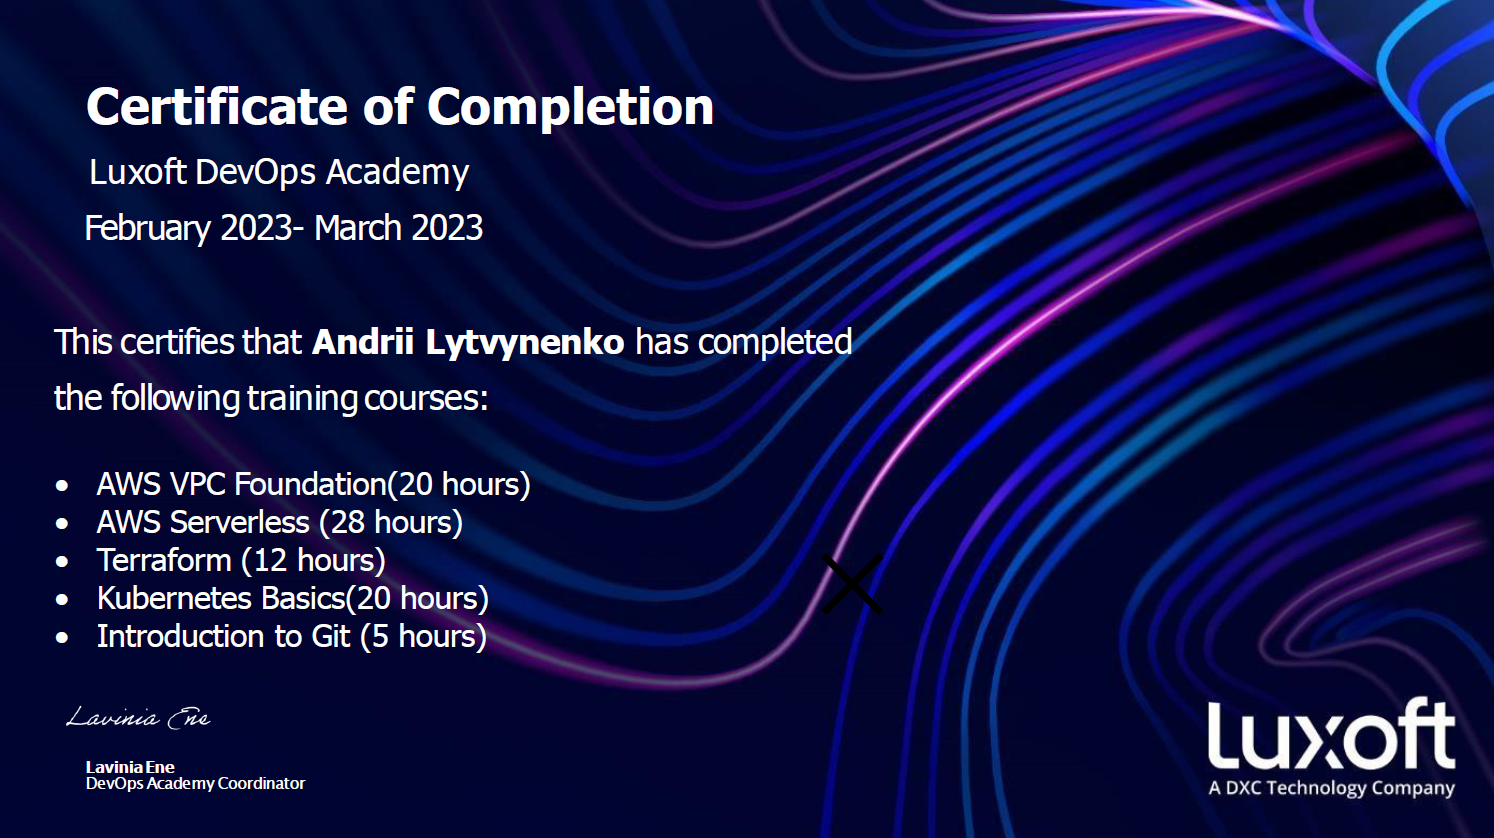 Certificate of Completion
Luxoft DevOps Academy
February 2023- March 2023
This certifies that Andrii Lytvynenko has completed
the following training courses:
• AWS VPC Foundation(20 hours)
• AWS Serverless (28 hours)
• Terraform (12 hours)
• Kubernetes Basics(20 hours)
• Introduction to Git (5 hours)
Lavinia Ene
Lavinia Ene
DevOps Academy Coordinator
Luxoft
A DXC Technology Company